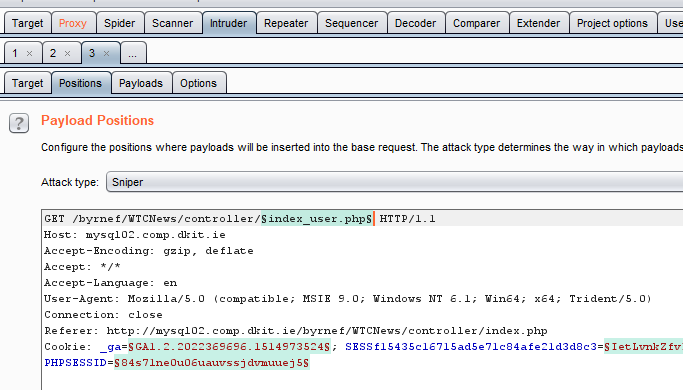 Target Proxy Spider Scanner Intruder Repeater Sequencer Decoder Comparer Extender Project options Use
1 × 2 × 3 × ...
Target Positions Payloads Options
? Payload Positions
Configure the positions where payloads will be inserted into the base request. The attack type determines the way in which payloads
Attack type: Sniper
GET /byrnef/WTCNews/controller/§index_user.php§ HTTP/1.1
Host: mysql02.comp.dkit.ie
Accept-Encoding: gzip, deflate
Accept: */*
Accept-Language: en
User-Agent: Mozilla/5.0 (compatible; MSIE 9.0; Windows NT 6.1; Win64; x64; Trident/5.0)
Connection: close
Referer: http://mysql02.comp.dkit.ie/byrnef/WTCNews/controller/index.php
Cookie: _ga=§GA1.2.2022369696.1514973524§; SESSf15435c16715ad5e71c84afe21d3d8c3=§IetLvnkZfv
PHPSESSID=§84s71ne0u06uauvssjdvmuuej5§